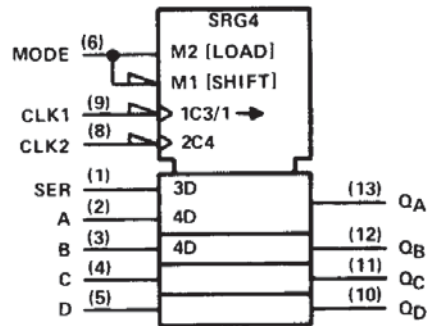 SRG4
MODE (6) M2 [LOAD]
M1 [SHIFT]
CLK1 (9) 1C3/1
CLK2 (8) 2C4
SER (1) 3D (13) QA
A (2) 4D
B (3) 4D (12) QB
C (4) (11) QC
D (5) (10) QD